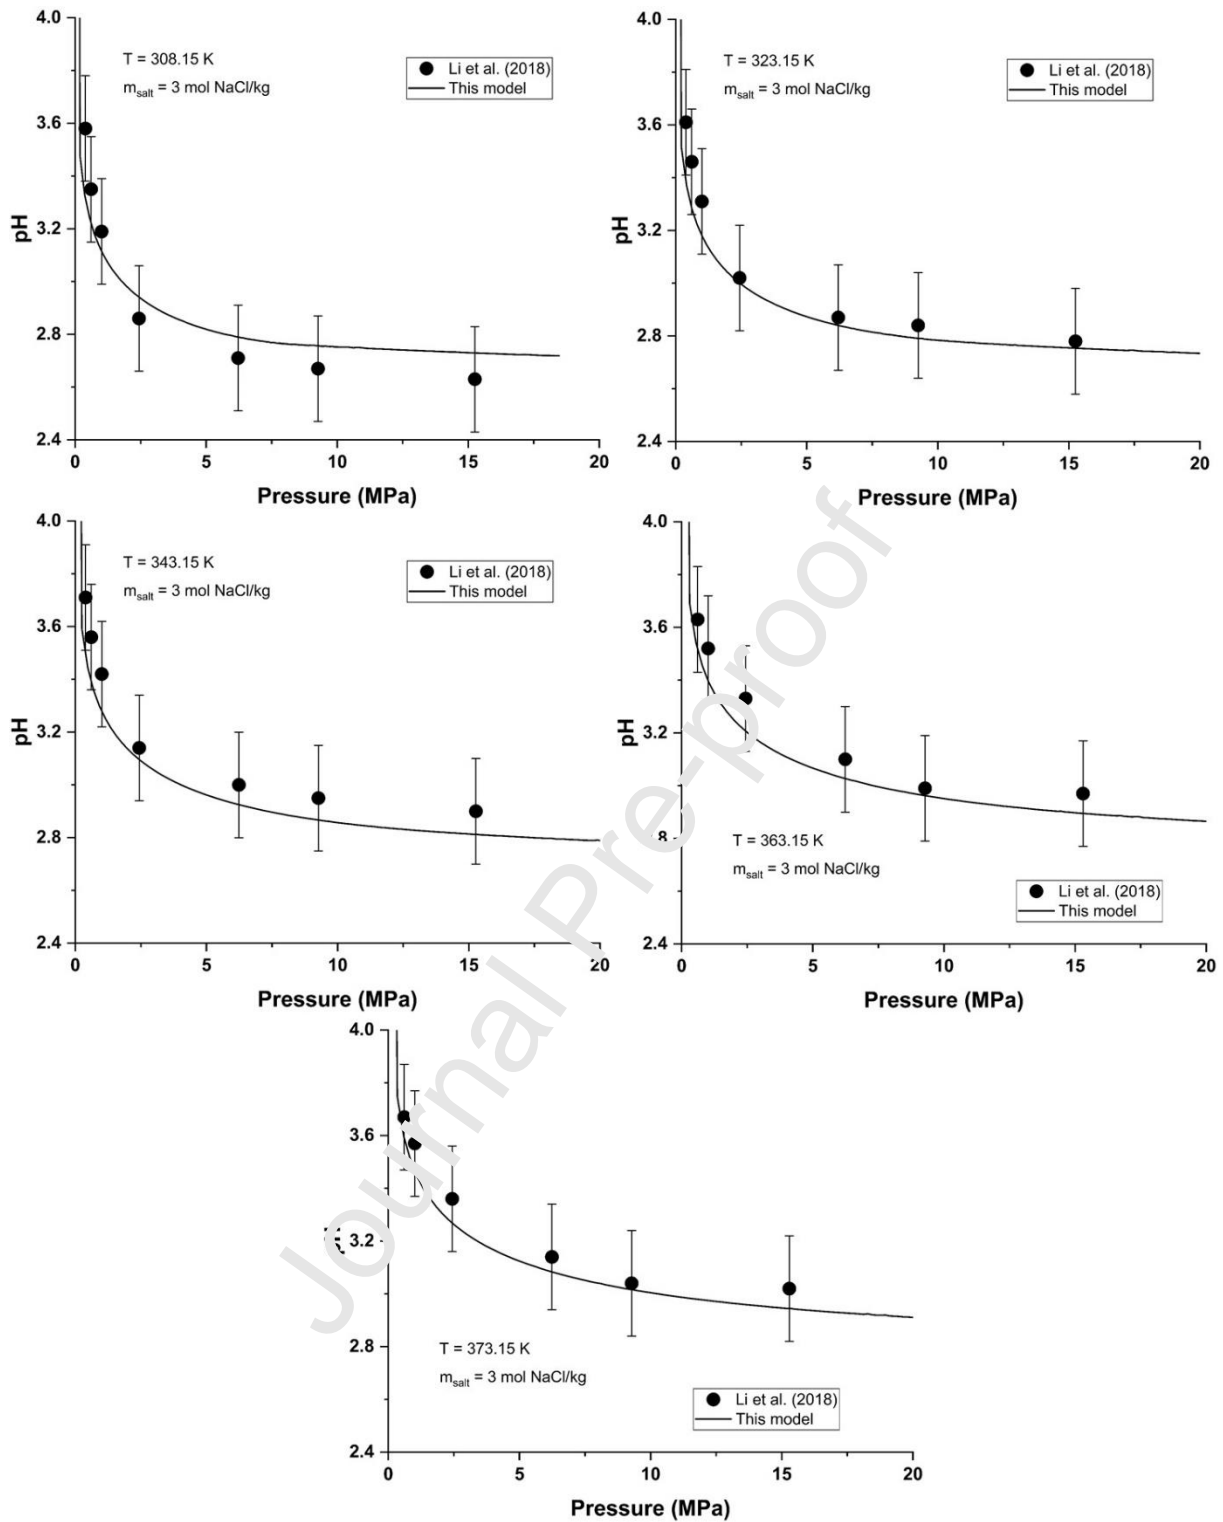 4.0
3.6
3.2
2.8
2.4
pH
T = 308.15 K
m_salt = 3 mol NaCl/kg
Li et al. (2018)
This model
0 5 10 15 20
Pressure (MPa)
4.0
3.6
3.2
2.8
2.4
pH
T = 323.15 K
m_salt = 3 mol NaCl/kg
Li et al. (2018)
This model
0 5 10 15 20
Pressure (MPa)
4.0
3.6
3.2
2.8
2.4
pH
T = 343.15 K
m_salt = 3 mol NaCl/kg
Li et al. (2018)
This model
0 5 10 15 20
Pressure (MPa)
4.0
3.6
3.2
2.4
pH
T = 363.15 K
m_salt = 3 mol NaCl/kg
Li et al. (2018)
This model
0 5 10 15 20
Pressure (MPa)
4.0
3.6
3.2
2.8
2.4
T = 373.15 K
m_salt = 3 mol NaCl/kg
Li et al. (2018)
This model
0 5 10 15 20
Pressure (MPa)
Journal Pre-proof